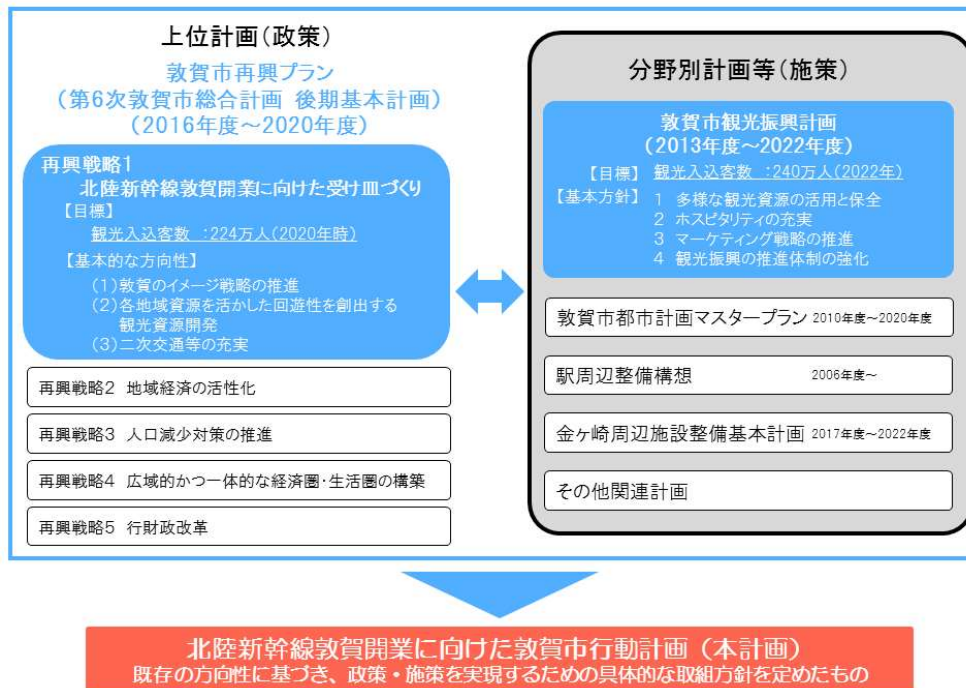 上位計画（政策）
敦賀市再興プラン
（第6次敦賀市総合計画 後期基本計画）
（2016年度～2020年度）
再興戦略1
北陸新幹線敦賀開業に向けた受け皿づくり
【目標】
観光入込客数 ：224万人（2020年時）
【基本的な方向性】
（1）敦賀のイメージ戦略の推進
（2）各地域資源を活かした回遊性を創出する
観光資源開発
（3）二次交通等の充実
再興戦略2 地域経済の活性化
再興戦略3 人口減少対策の推進
再興戦略4 広域的かつ一体的な経済圏・生活圏の構築
再興戦略5 行財政改革
分野別計画等（施策）
敦賀市観光振興計画
（2013年度～2022年度）
【目標】 観光入込客数 ：240万人（2022年）
【基本方針】 1 多様な観光資源の活用と保全
2 ホスピタリティの充実
3 マーケティング戦略の推進
4 観光振興の推進体制の強化
敦賀市都市計画マスタープラン 2010年度～2020年度
駅周辺整備構想 2006年度～
金ヶ崎周辺施設整備基本計画 2017年度～2022年度
その他関連計画
北陸新幹線敦賀開業に向けた敦賀市行動計画（本計画）
既存の方向性に基づき、政策・施策を実現するための具体的な取組方針を定めたもの